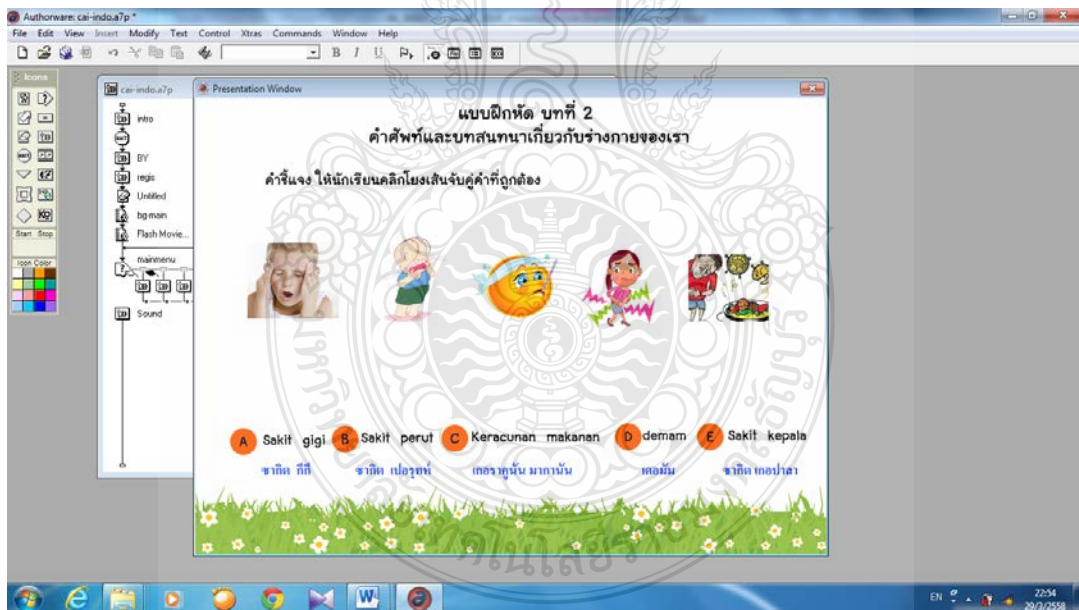 Authorware: cai-indo.a7p *
File Edit View Insert Modify Text Control Xtras Commands Window Help
B I U
Icons
Start Stop
Icon Color
cai-indo.a7p
intro
BY
regis
Untitled
bg main
Flash Movie...
mainmenu
Sound
Presentation Window
แบบฝึกหัด บทที่ 2
คำศัพท์และบทสนทนาเกี่ยวกับร่างกายของเรา
คำชี้แจง ให้นักเรียนคลิกโยงเส้นจับคู่คำที่ถูกต้อง
A Sakit gigi B Sakit perut C Keracunan makanan D demam E Sakit kepala
ซากิต กีกี ซากิต เปอรุทห์ เกอราคูนัน มากานัน เดอมัม ซากิต เกอปาลา
EN
22:54
29/3/2558